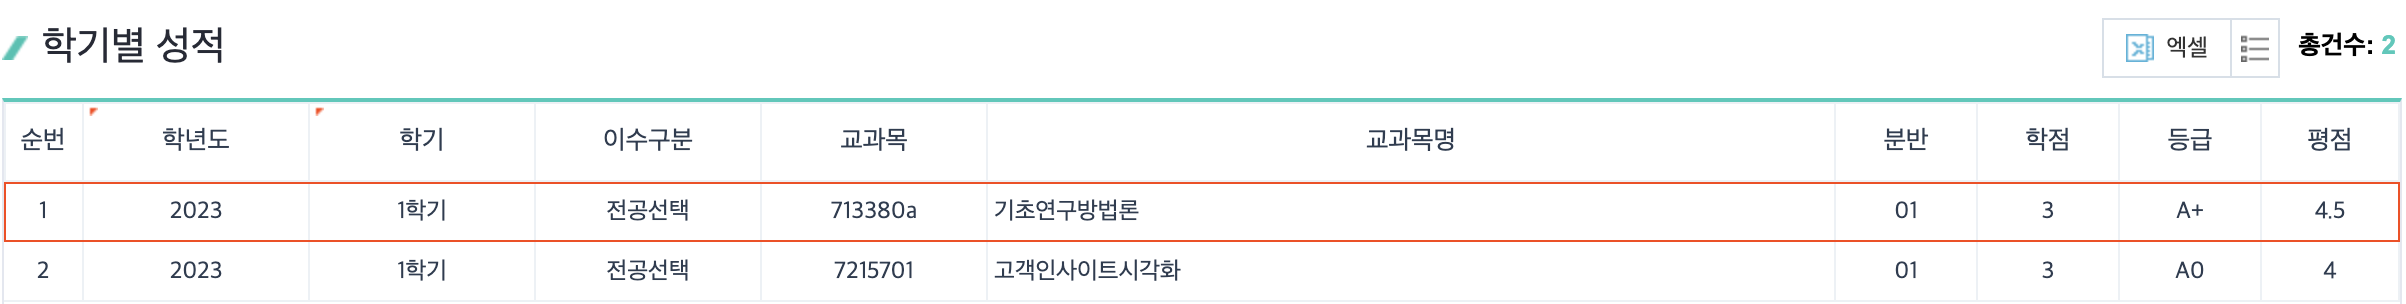 학기별 성적
엑셀
총건수: 2
순번 학년도 학기 이수구분 교과목 교과목명 분반 학점 등급 평점
1 2023 1학기 전공선택 713380a 기초연구방법론 01 3 A+ 4.5
2 2023 1학기 전공선택 7215701 고객인사이트시각화 01 3 A0 4